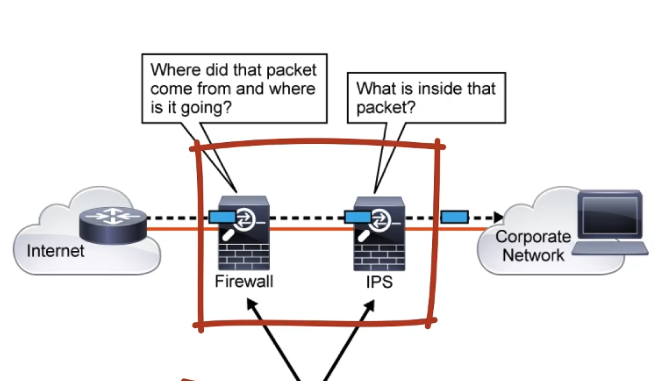 Where did that packet
come from and where
is it going?
What is inside that
packet?
Internet
Firewall
IPS
Corporate
Network